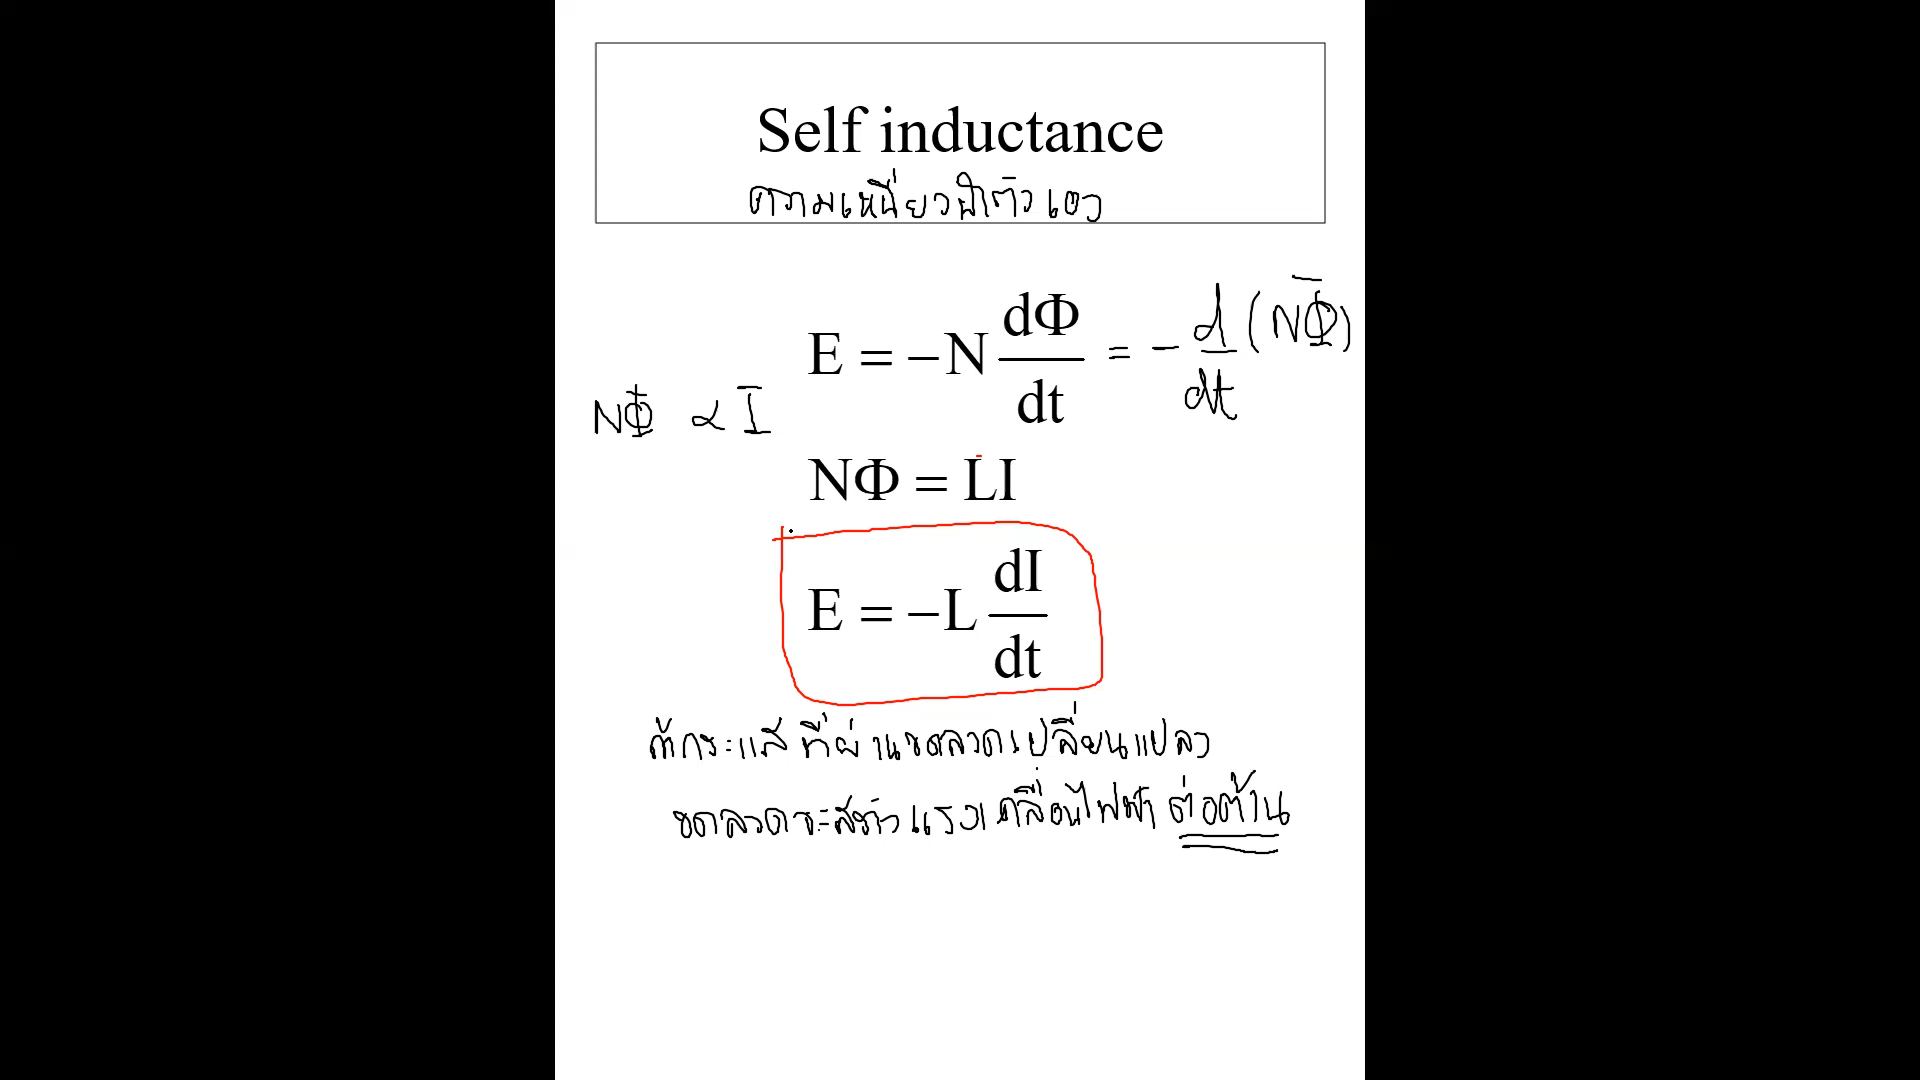 Self inductance
ความเหนี่ยวนำตัวเอง
E = −N dΦ/dt = − d/dt (NΦ)
NΦ ∝ I
NΦ = LI
E = −L dI/dt
ถ้ากระแสที่ผ่านขดลวดเปลี่ยนแปลง
ขดลวดจะสร้างแรงเคลื่อนไฟฟ้าต่อต้าน